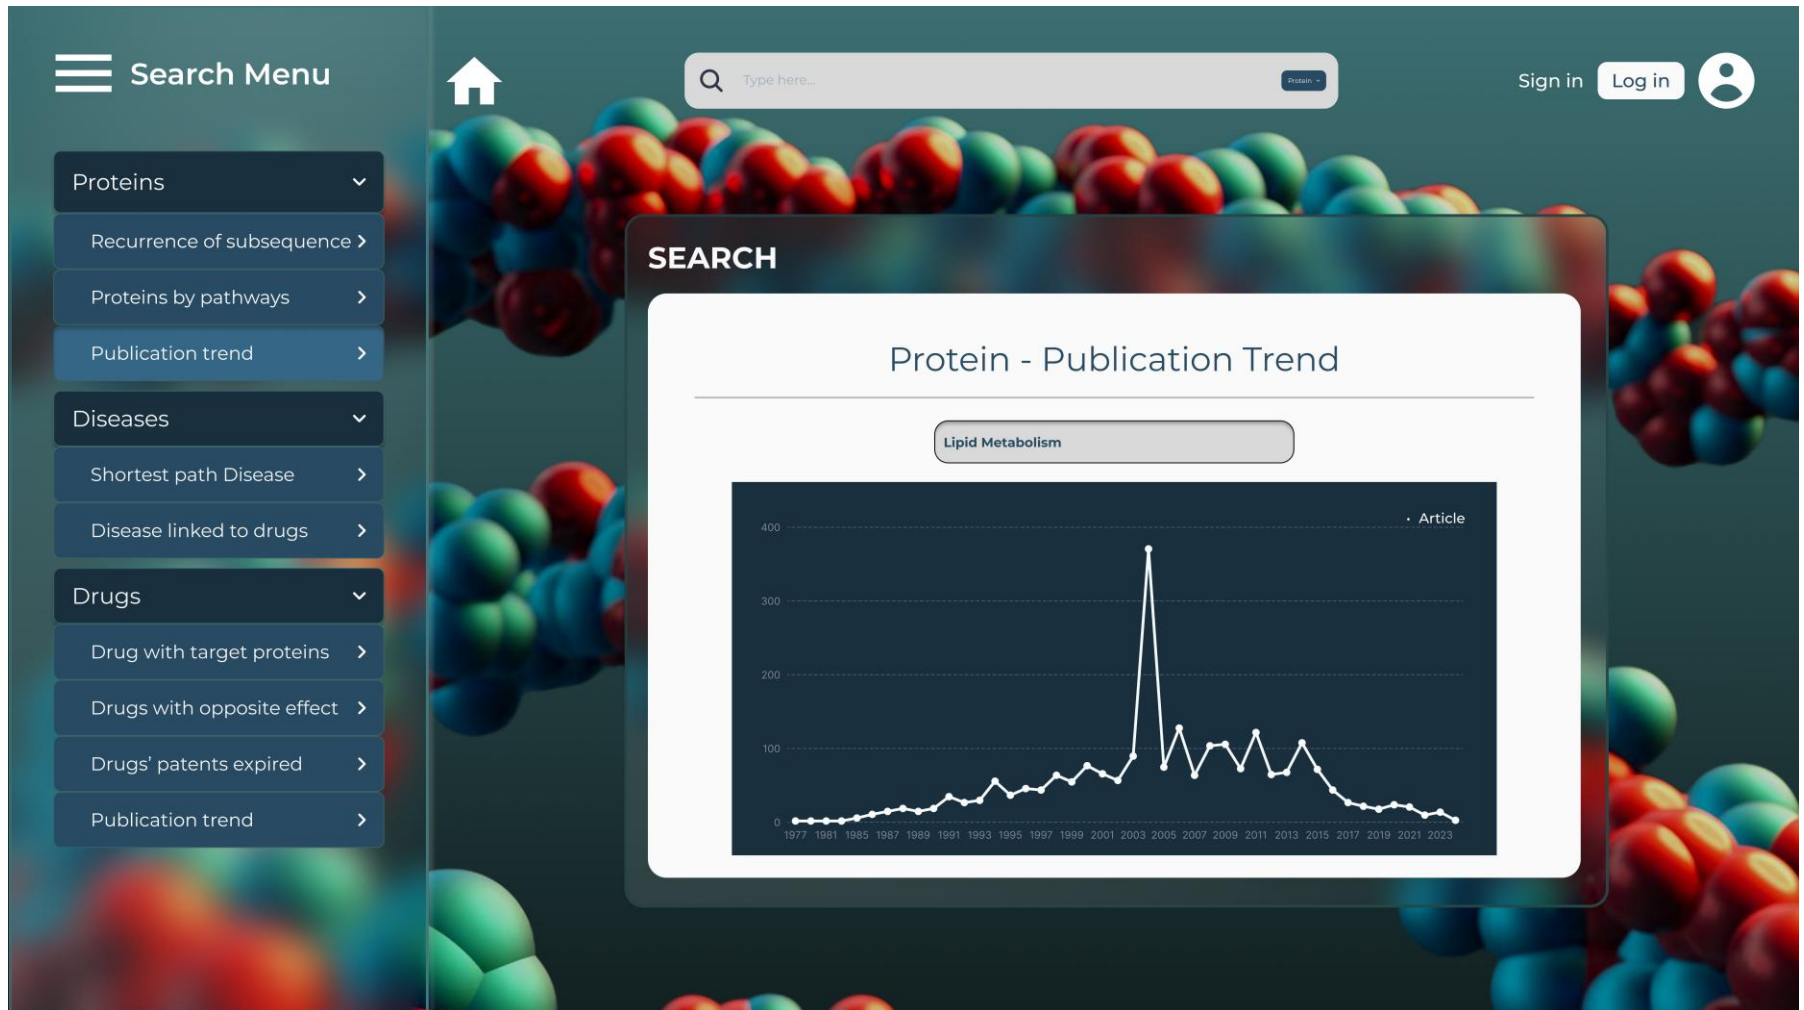 Search Menu
Type here...
Protein
Sign in
Log in
Proteins
Recurrence of subsequence
Proteins by pathways
Publication trend
Diseases
Shortest path Disease
Disease linked to drugs
Drugs
Drug with target proteins
Drugs with opposite effect
Drugs' patents expired
Publication trend
SEARCH
Protein - Publication Trend
Lipid Metabolism
Article
400
300
200
100
0
1977 1981 1985 1987 1989 1991 1993 1995 1997 1999 2001 2003 2005 2007 2009 2011 2013 2015 2017 2019 2021 2023